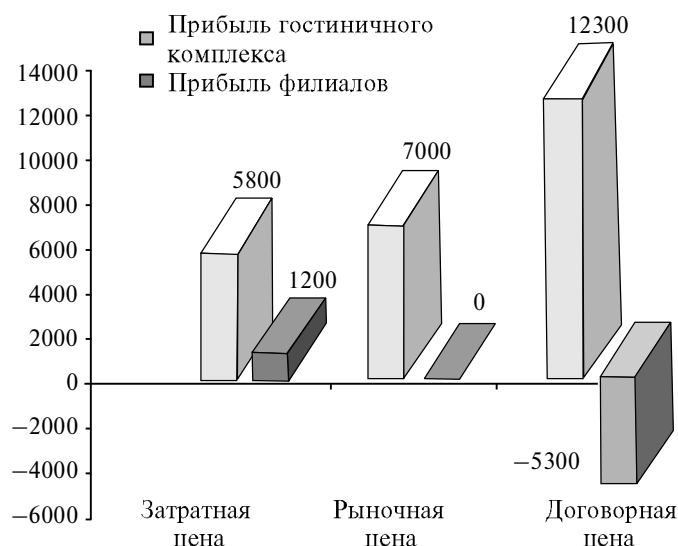 Прибыль гостиничного
комплекса
Прибыль филиалов
12300
14000
12000
10000
8000
6000
4000
2000
0
−2000
−4000
−6000
5800
1200
7000
0
−5300
Затратная
цена
Рыночная
цена
Договорная
цена